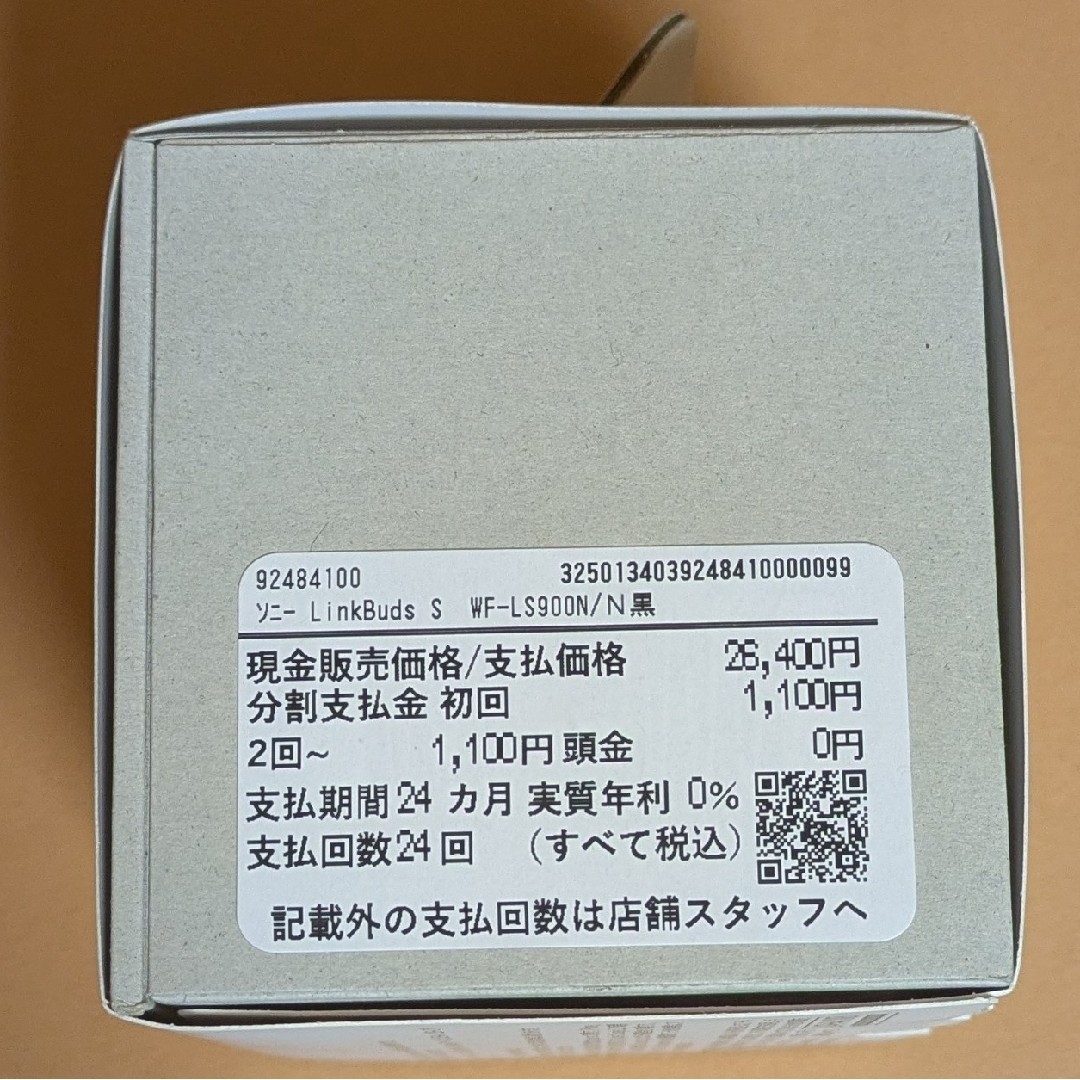 92484100 3250134039248410000099
ｿﾆｰ LinkBuds S WF-LS900N/N黒
現金販売価格/支払価格 26,400円
分割支払金 初回 1,100円
2回~ 1,100円 頭金 0円
支払期間24 カ月 実質年利 0%
支払回数24 回 (すべて税込)
記載外の支払回数は店舗スタッフへ